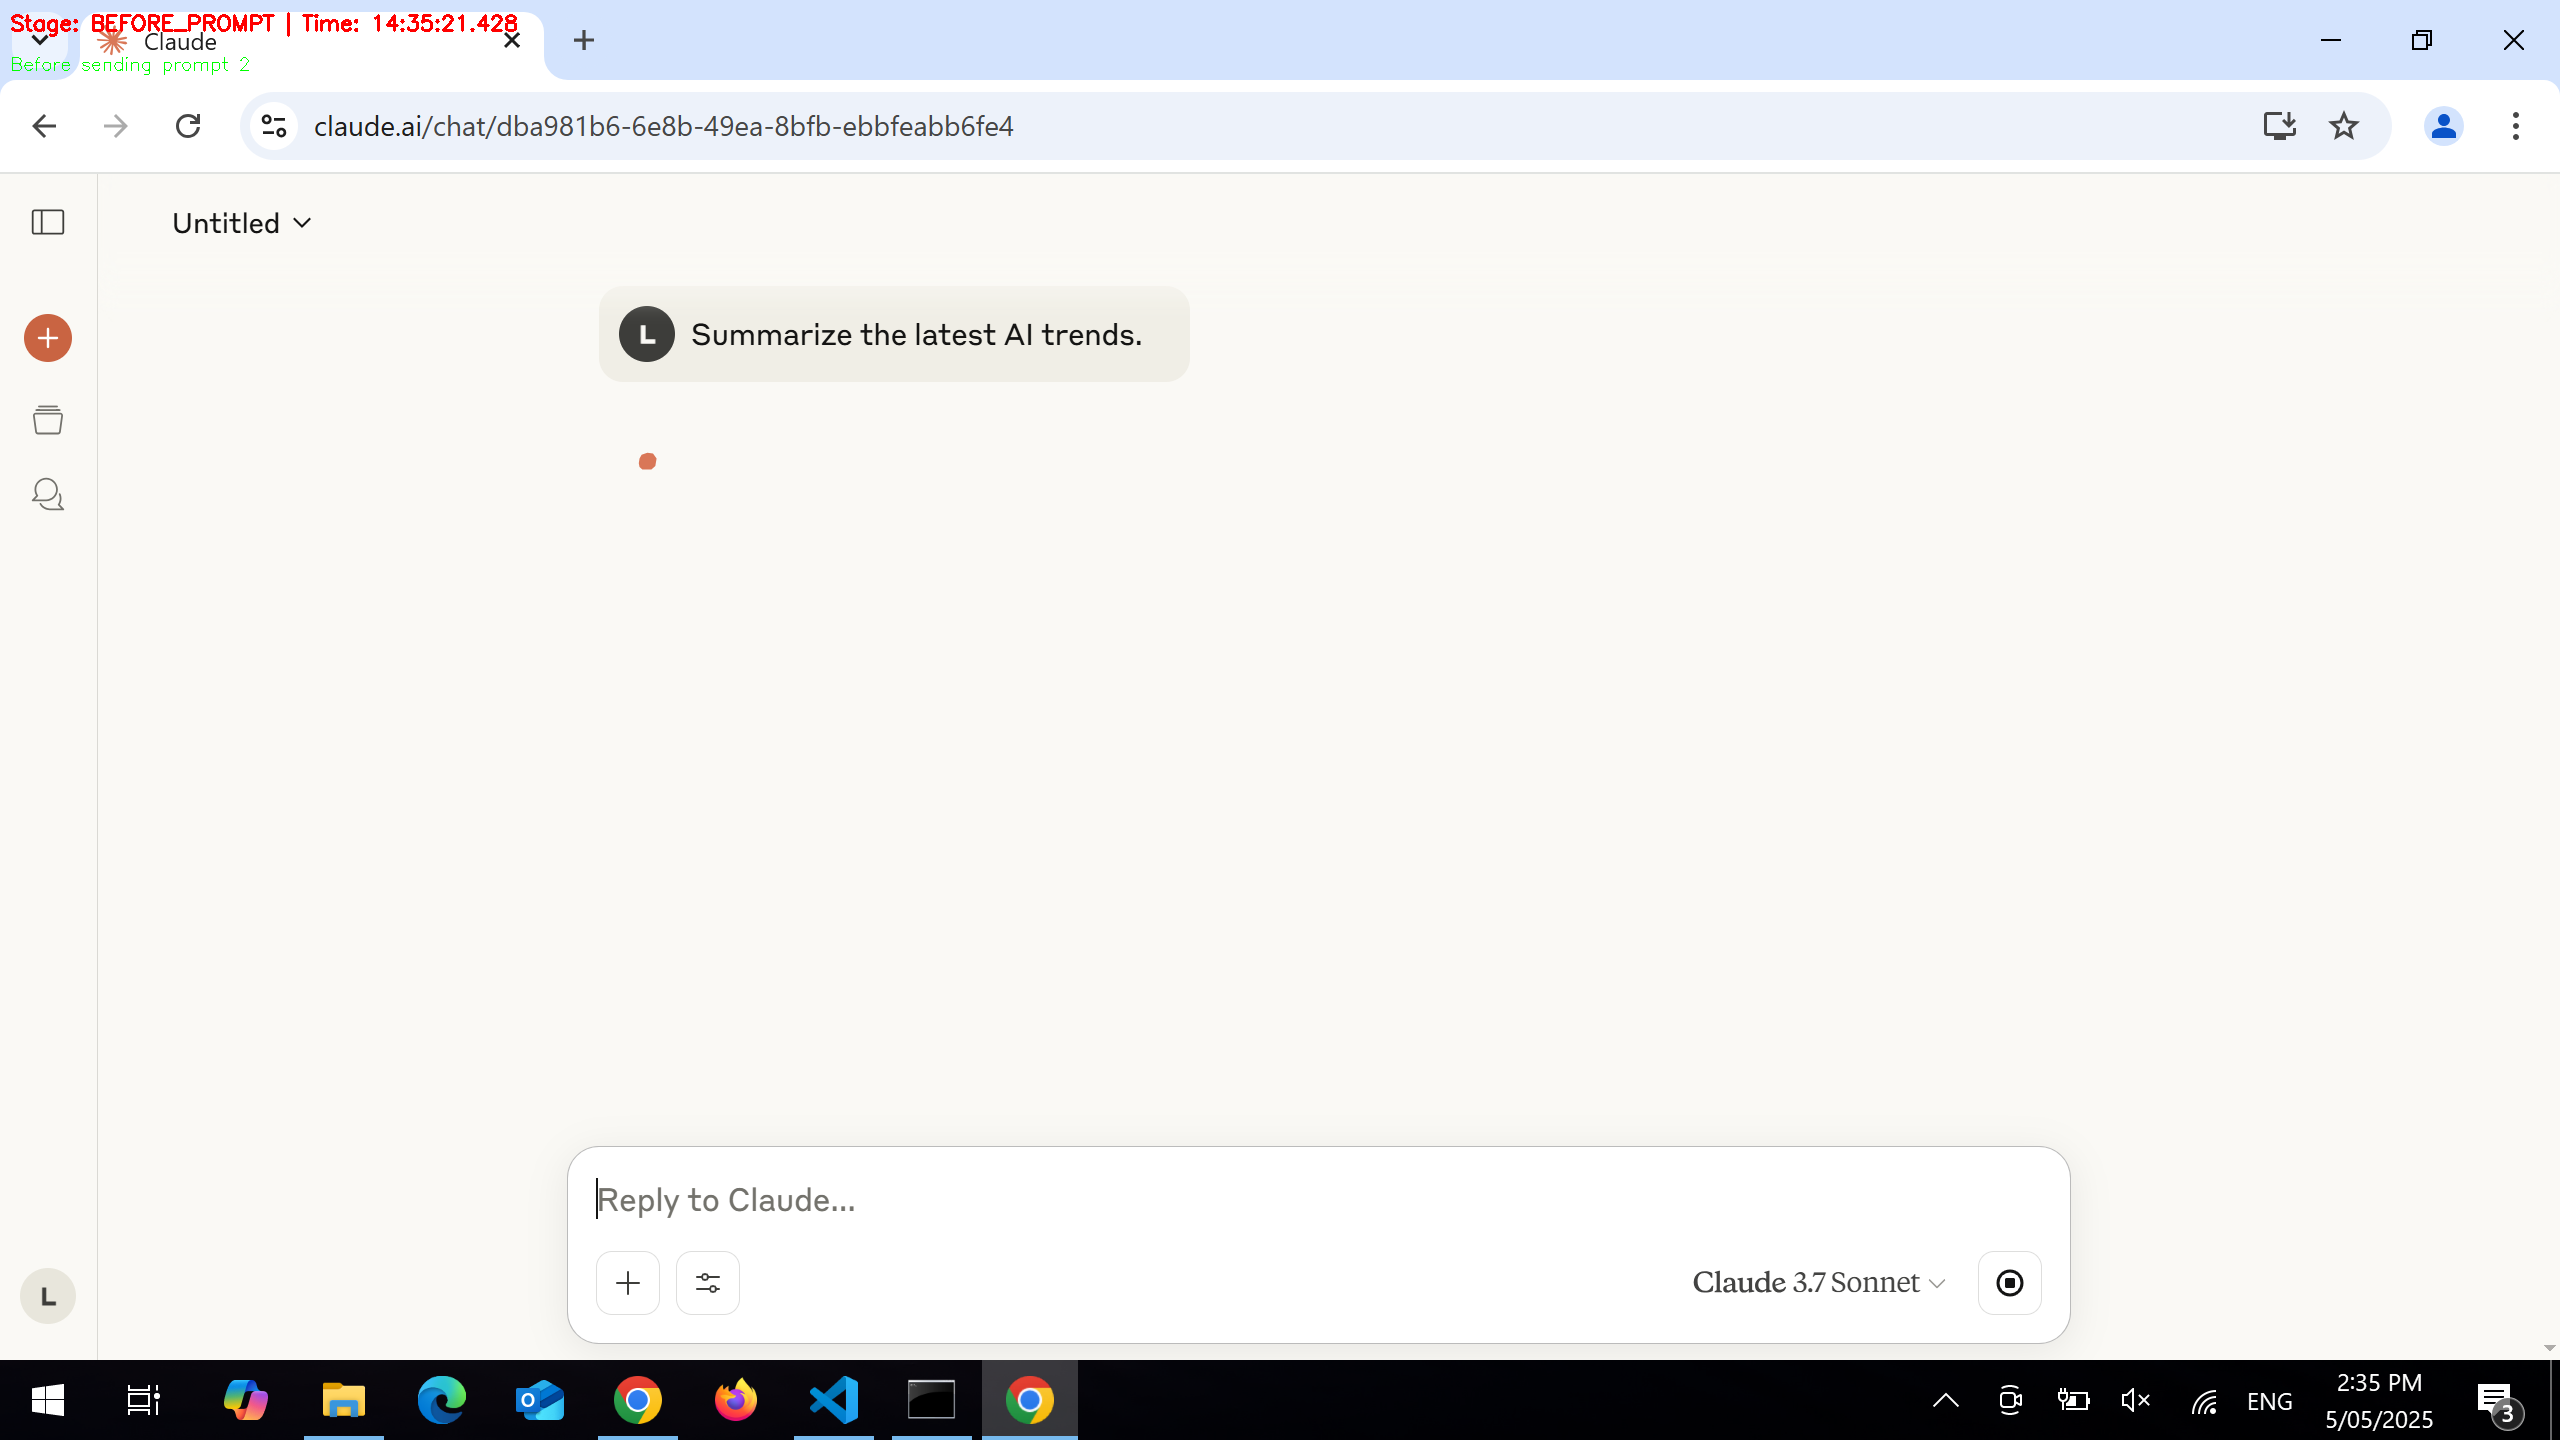 Stage: BEFORE_PROMPT | Time: 14:35:21.428
Claude
Before sending prompt 2
claude.ai/chat/dba981b6-6e8b-49ea-8bfb-ebbfeabb6fe4
Untitled
L Summarize the latest AI trends.
Reply to Claude...
Claude 3.7 Sonnet
L
ENG
2:35 PM
5/05/2025
3